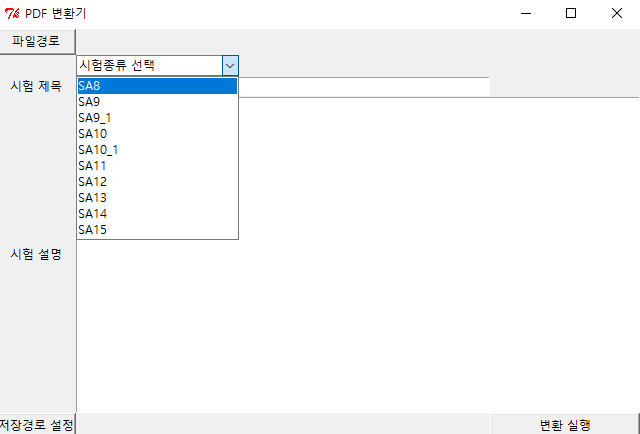 PDF 변환기
파일경로
시험종류 선택
시험 제목
SA8
SA9
SA9_1
SA10
SA10_1
SA11
SA12
SA13
SA14
SA15
시험 설명
저장경로 설정
변환 실행